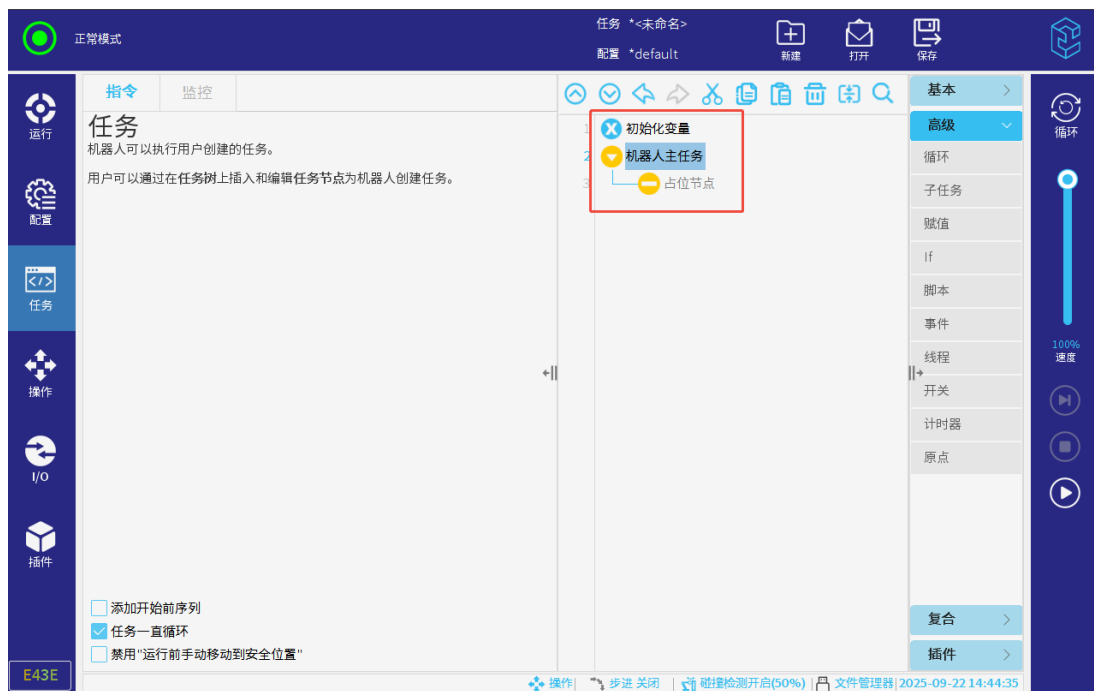 正常模式
任务 *<未命名>
配置 *default
新建
打开
保存
运行
配置
任务
操作
I/O
插件
E43E
指令
监控
任务
机器人可以执行用户创建的任务。
用户可以通过在任务树上插入和编辑任务节点为机器人创建任务。
添加开始前序列
任务一直循环
禁用"运行前手动移动到安全位置"
1 初始化变量
2 机器人主任务
3 占位节点
基本
高级
循环
子任务
赋值
If
脚本
事件
线程
开关
计时器
原点
复合
插件
循环
100%
速度
操作| 步进 关闭 | 碰撞检测开启(50%) | 文件管理器|2025-09-22 14:44:35